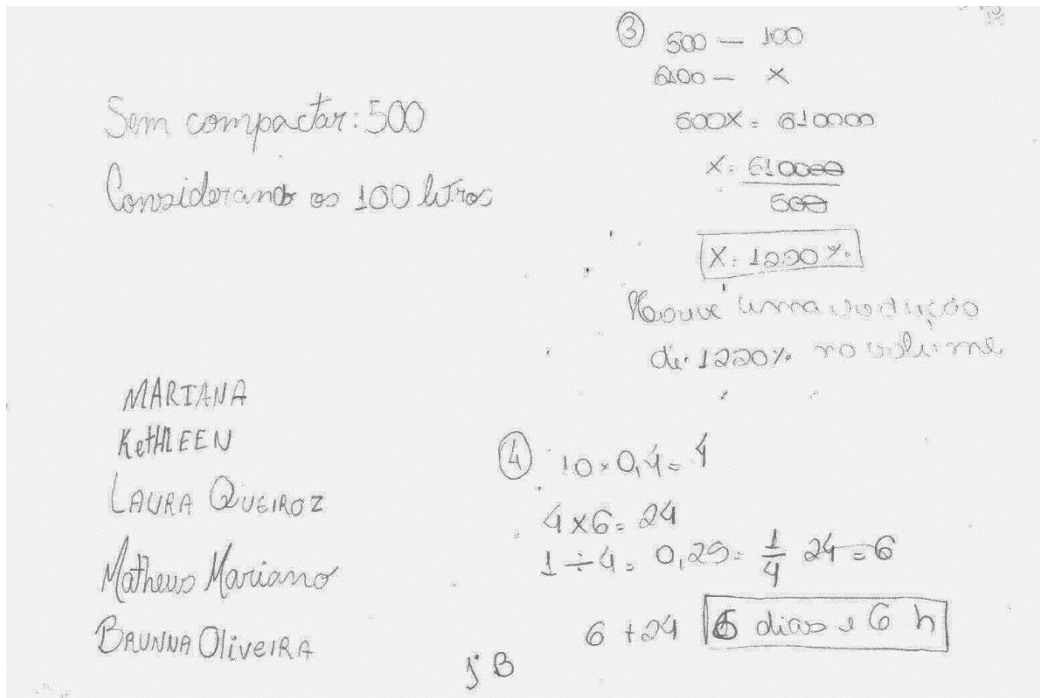 Sem compactar: 500
Considerando os 100 litros
③ 500 — 100
6100 — X
500X = 610000
X = 610000
500
X = 1220 %
Houve uma redução
de 1220% no volume
MARIANA
KetHLEEN
LAURA QUEIROZ
Matheus Mariano
BRUNNA OLiveiRA
④ 10 × 0,4 = 4
4 × 6 = 24
1 ÷ 4 = 0,25 = 1/4 24 = 6
6 + 24 6 dias e 6 h
B